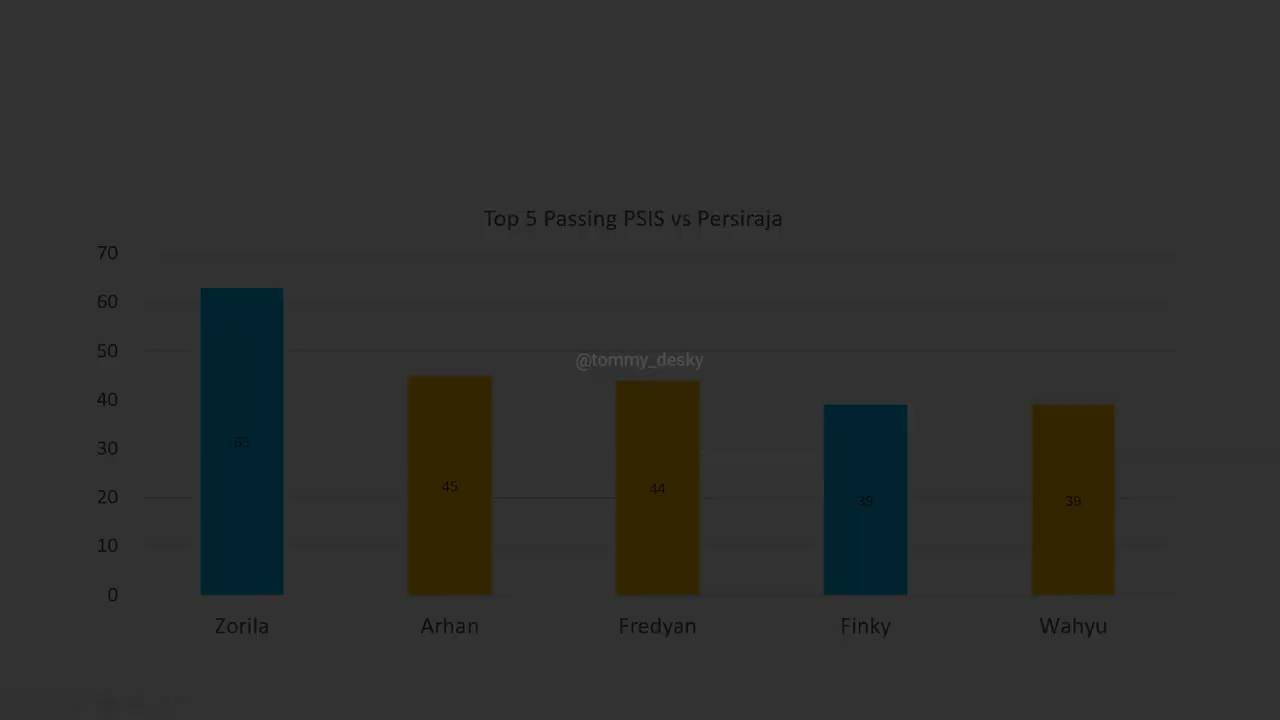 Top 5 Passing PSIS vs Persiraja
70
60
50
40
30
20
10
0
@tommy_desky
63
45
44
39
39
Zorila
Arhan
Fredyan
Finky
Wahyu